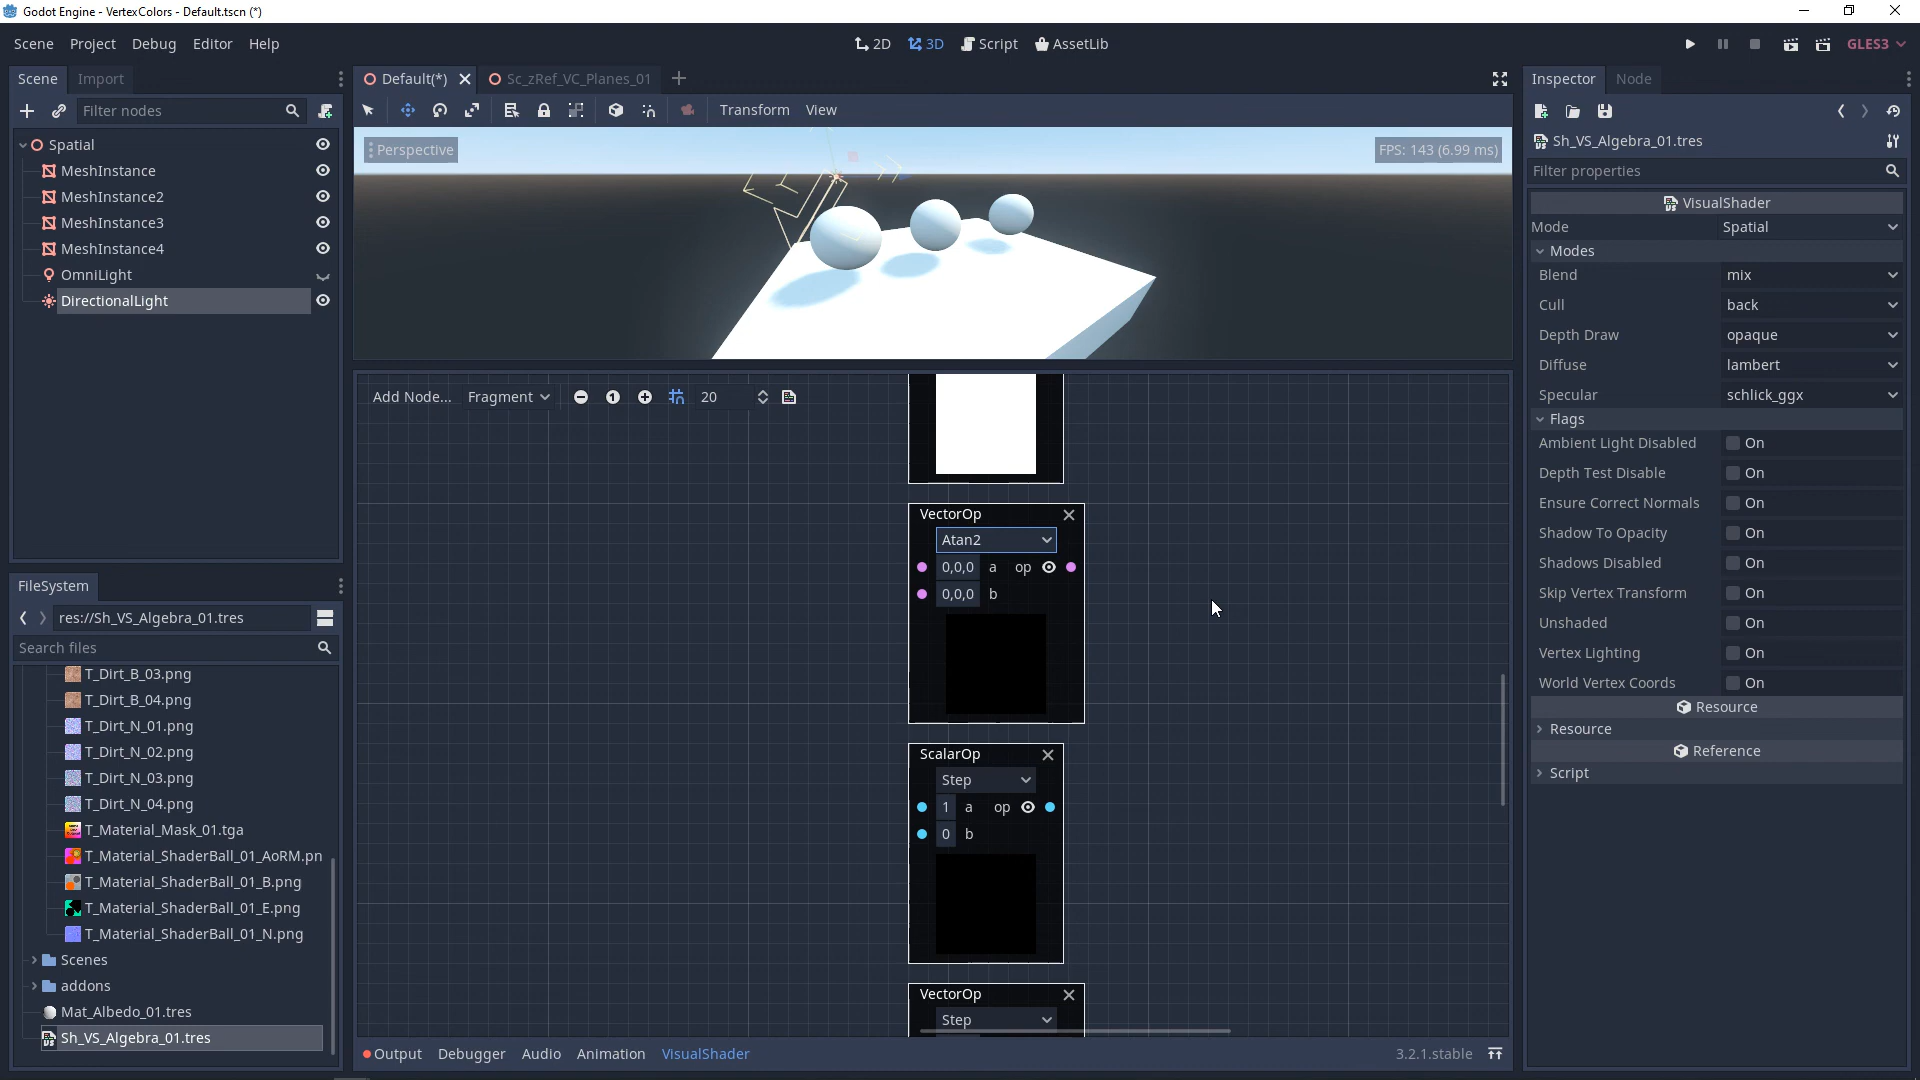 Godot Engine - VertexColors - Default.tscn (*)
Scene Project Debug Editor Help
2D 3D Script AssetLib
GLES3
Scene Import
Filter nodes
Spatial
MeshInstance
MeshInstance2
MeshInstance3
MeshInstance4
OmniLight
DirectionalLight
FileSystem
res://Sh_VS_Algebra_01.tres
Search files
T_Dirt_B_03.png
T_Dirt_B_04.png
T_Dirt_N_01.png
T_Dirt_N_02.png
T_Dirt_N_03.png
T_Dirt_N_04.png
T_Material_Mask_01.tga
T_Material_ShaderBall_01_AoRM.pn
T_Material_ShaderBall_01_B.png
T_Material_ShaderBall_01_E.png
T_Material_ShaderBall_01_N.png
Scenes
addons
Mat_Albedo_01.tres
Sh_VS_Algebra_01.tres
Default(*) Sc_zRef_VC_Planes_01
Transform View
Perspective
FPS: 143 (6.99 ms)
Add Node... Fragment 20
VectorOp
Atan2
0,0,0 a op
0,0,0 b
ScalarOp
Step
1 a op
0 b
VectorOp
Step
Output Debugger Audio Animation VisualShader
3.2.1.stable
Inspector Node
Sh_VS_Algebra_01.tres
Filter properties
VisualShader
Mode Spatial
Modes
Blend mix
Cull back
Depth Draw opaque
Diffuse lambert
Specular schlick_ggx
Flags
Ambient Light Disabled On
Depth Test Disable On
Ensure Correct Normals On
Shadow To Opacity On
Shadows Disabled On
Skip Vertex Transform On
Unshaded On
Vertex Lighting On
World Vertex Coords On
Resource
Resource
Reference
Script